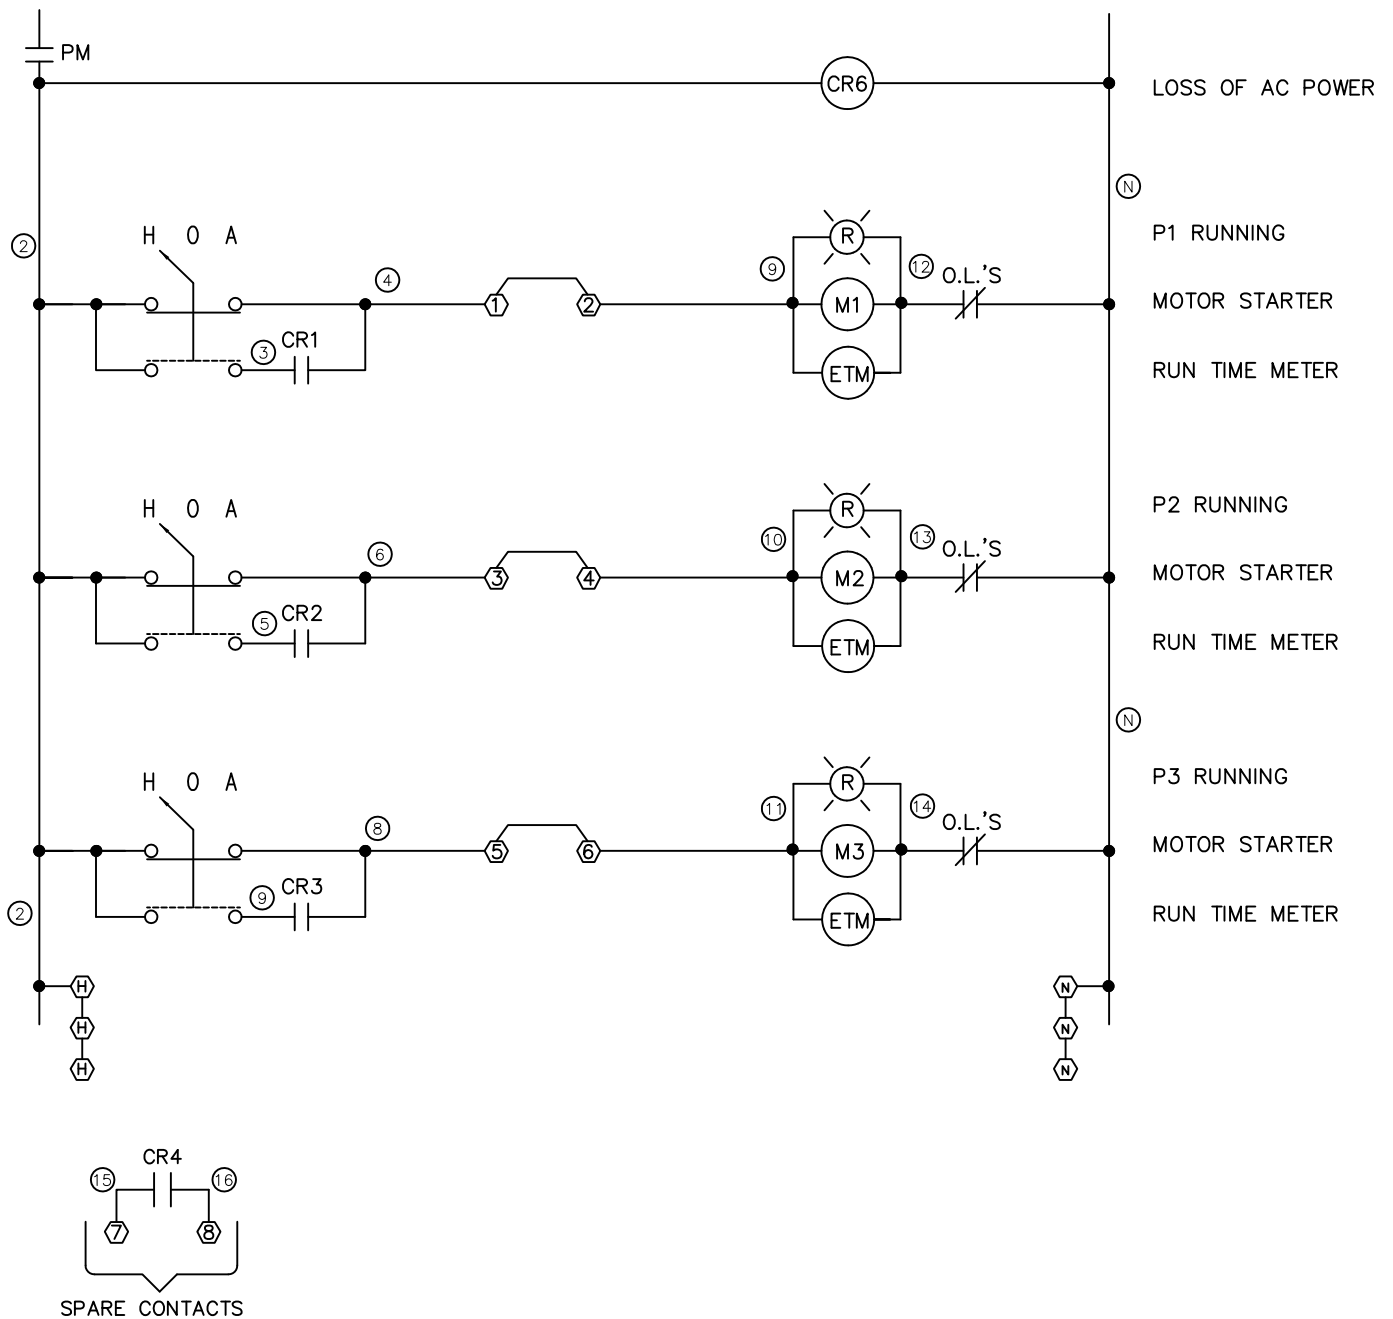 PM
CR6
LOSS OF AC POWER
N
2
H O A
4
3
CR1
1
2
9
R
12
O.L.'S
M1
ETM
P1 RUNNING
MOTOR STARTER
RUN TIME METER
H O A
6
5
CR2
3
4
10
R
13
O.L.'S
M2
ETM
P2 RUNNING
MOTOR STARTER
RUN TIME METER
N
H O A
8
9
CR3
5
6
11
R
14
O.L.'S
M3
ETM
P3 RUNNING
MOTOR STARTER
RUN TIME METER
2
H
H
H
N
N
N
CR4
15
16
7
8
SPARE CONTACTS